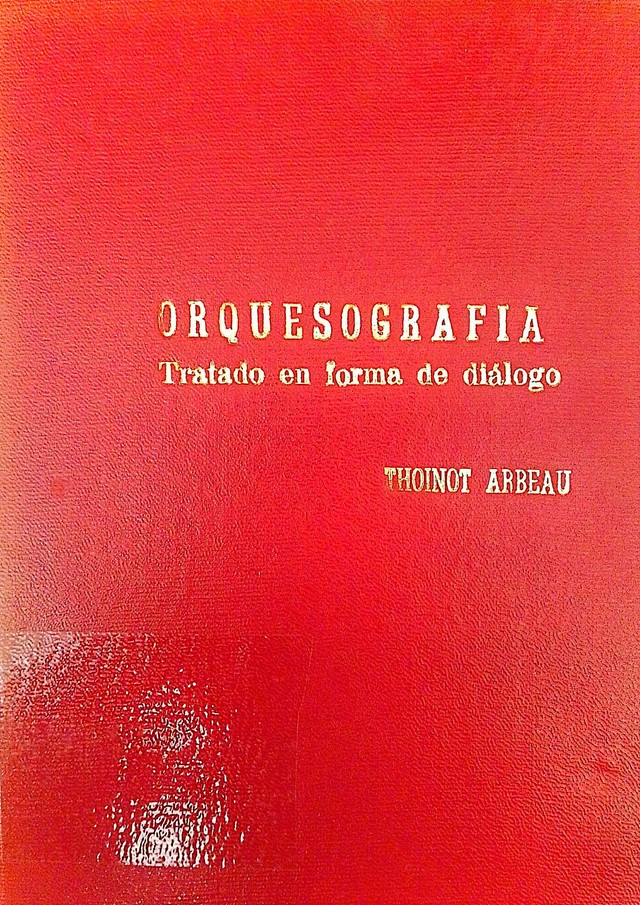 ORQUESOGRAFIA
Tratado en forma de diálogo
THOINOT ARBEAU